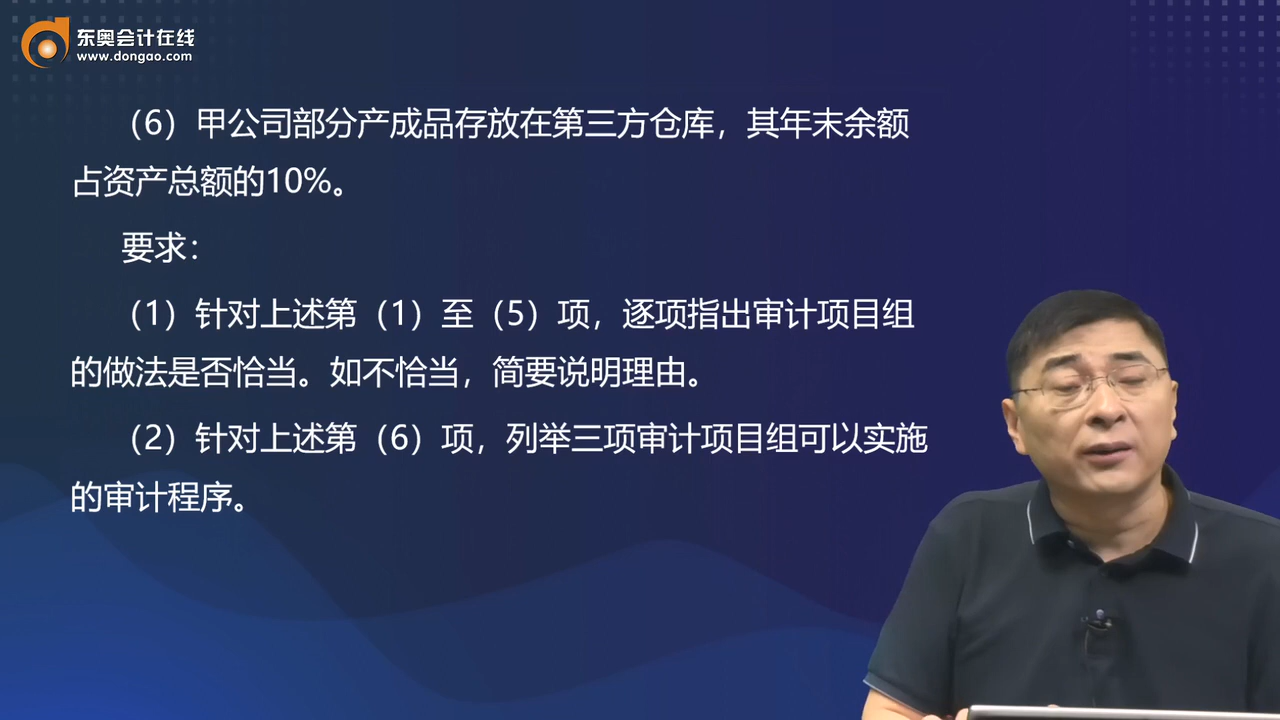 东奥会计在线
www.dongao.com
（6）甲公司部分产成品存放在第三方仓库，其年末余额
占资产总额的10%。
要求：
（1）针对上述第（1）至（5）项，逐项指出审计项目组
的做法是否恰当。如不恰当，简要说明理由。
（2）针对上述第（6）项，列举三项审计项目组可以实施
的审计程序。